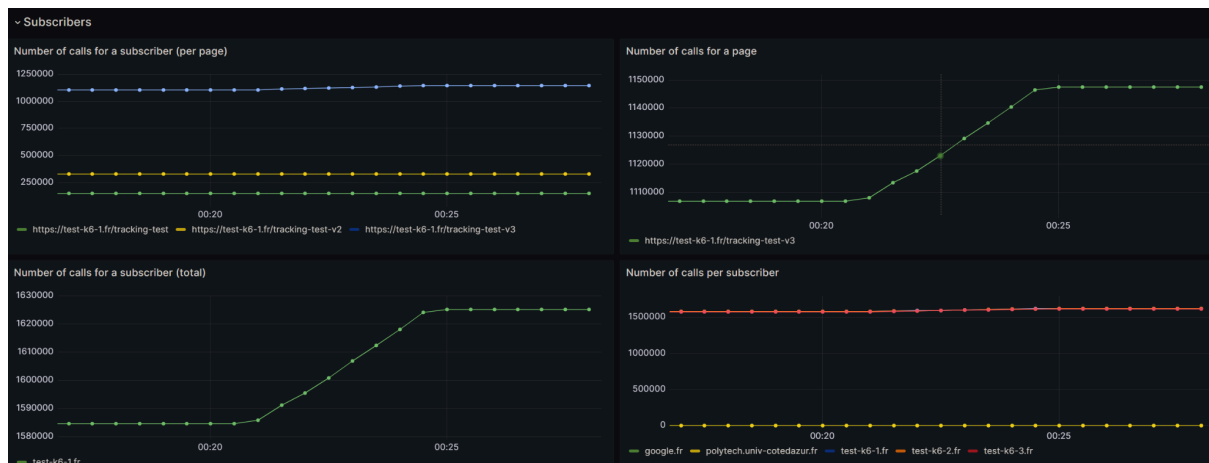 Subscribers
Number of calls for a subscriber (per page)
1250000
1000000
750000
500000
250000
00:20 00:25
https://test-k6-1.fr/tracking-test https://test-k6-1.fr/tracking-test-v2 https://test-k6-1.fr/tracking-test-v3
Number of calls for a page
1150000
1140000
1130000
1120000
1110000
00:20 00:25
https://test-k6-1.fr/tracking-test-v3
Number of calls for a subscriber (total)
1630000
1620000
1610000
1600000
1590000
1580000
00:20 00:25
test-k6-1.fr
Number of calls per subscriber
1500000
1000000
500000
0
00:20 00:25
google.fr polytech.univ-cotedazur.fr test-k6-1.fr test-k6-2.fr test-k6-3.fr